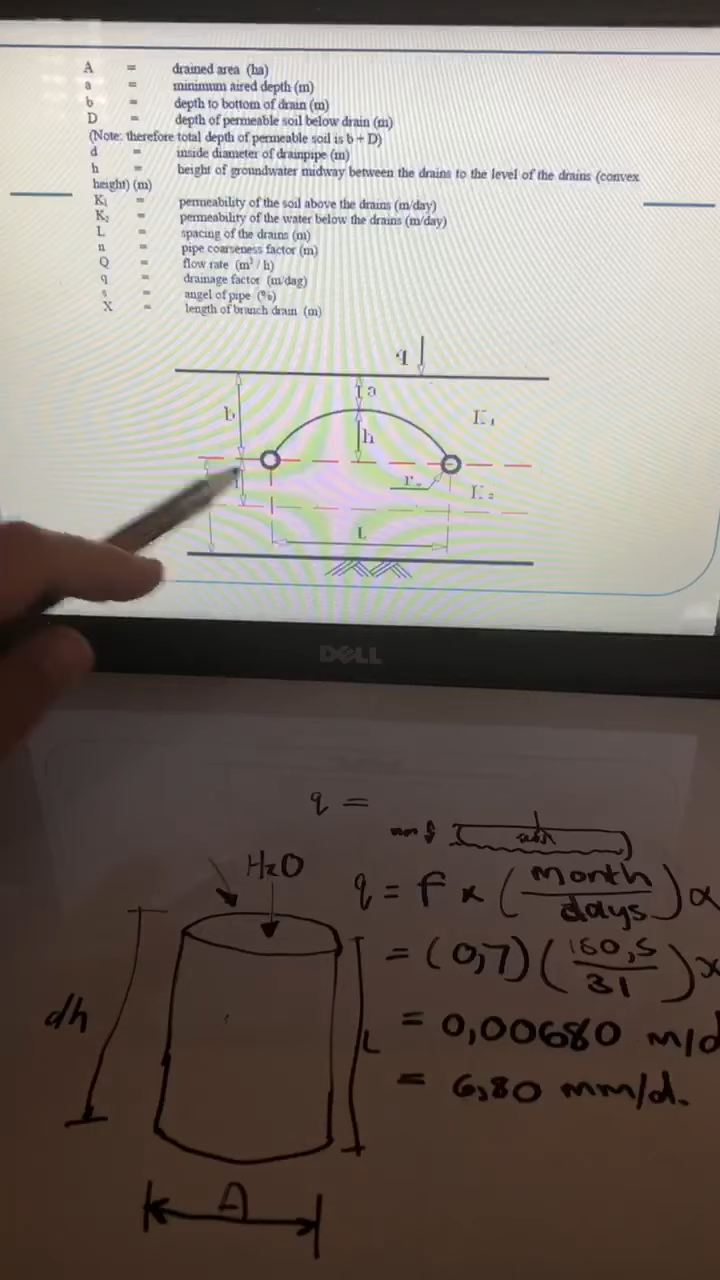 A = drained area (ha)
a = minimum aired depth (m)
b = depth to bottom of drain (m)
D = depth of permeable soil below drain (m)
(Note: therefore total depth of permeable soil is b + D)
d = inside diameter of drainpipe (m)
h = height of groundwater midway between the drains to the level of the drains (convex
height) (m)
K₁ = permeability of the soil above the drains (m/day)
K₂ = permeability of the water below the drains (m/day)
L = spacing of the drains (m)
n = pipe coarseness factor (m)
Q = flow rate (m³ / h)
q = drainage factor (m/dag)
s = angel of pipe (%)
X = length of branch drain (m)
q
a
b
K₁
h
K₂
L
DELL
q =
H₂O
q = f x (month/days) x
= (0,7) (160,5/31) x
dh
L
= 0,00680 m/d
= 6,80 mm/d.
A